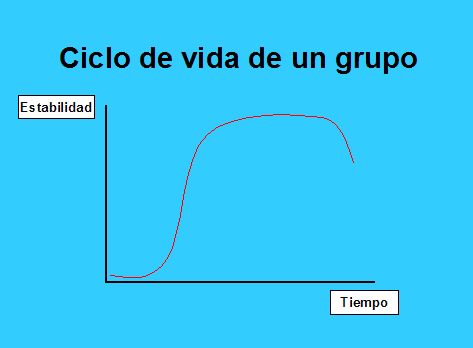 Ciclo de vida de un grupo
Estabilidad
Tiempo